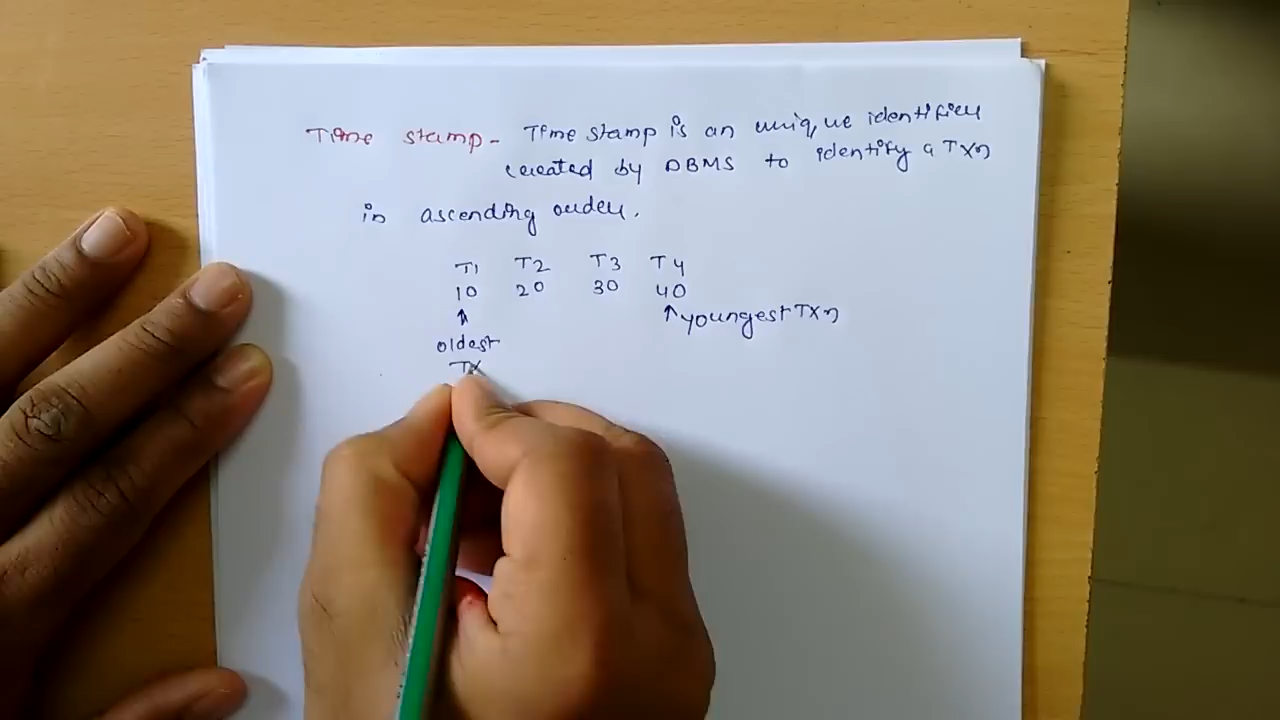 Time stamp - Time stamp is an unique identifier
created by DBMS to identify a Txn
in ascending order.
T1 T2 T3 T4
10 20 30 40
↑ ↑ youngest Txn
oldest
TX